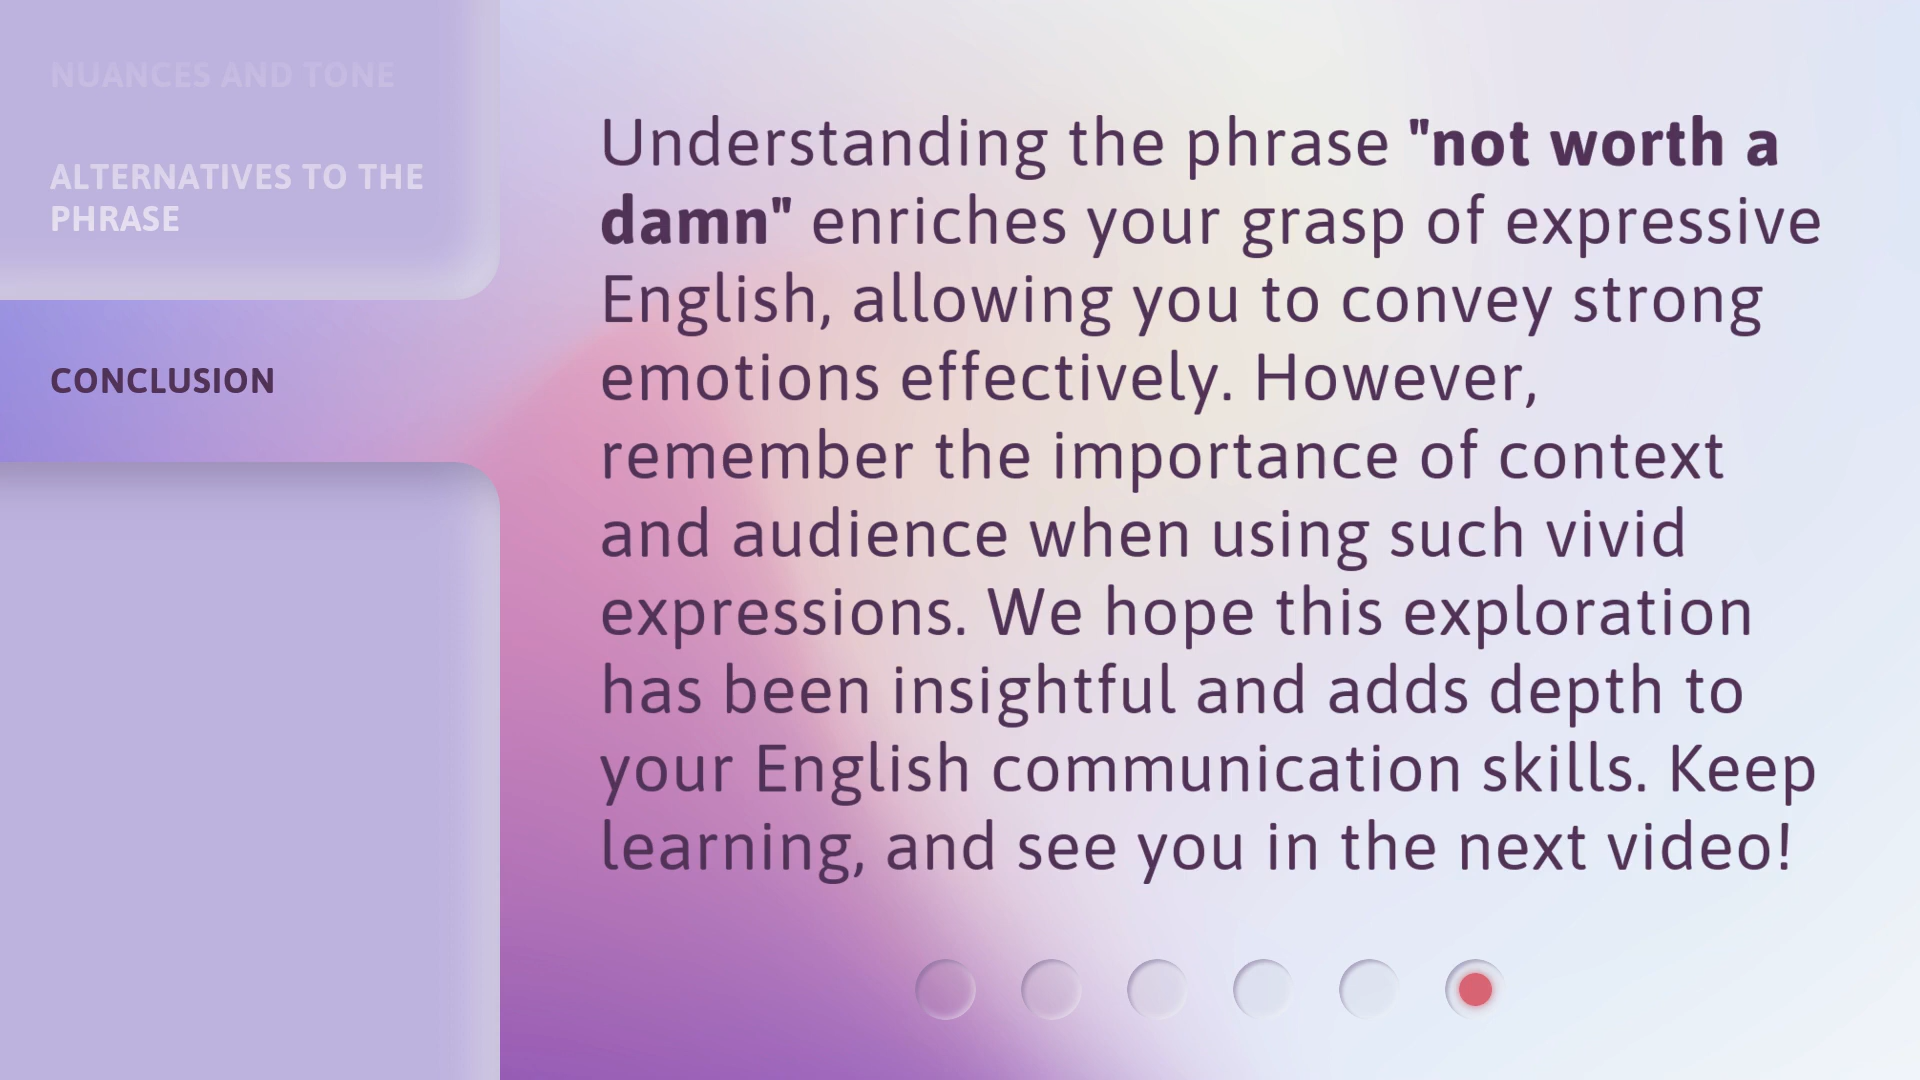 NUANCES AND TONE
ALTERNATIVES TO THE
PHRASE
CONCLUSION
Understanding the phrase "not worth a
damn" enriches your grasp of expressive
English, allowing you to convey strong
emotions effectively. However,
remember the importance of context
and audience when using such vivid
expressions. We hope this exploration
has been insightful and adds depth to
your English communication skills. Keep
learning, and see you in the next video!